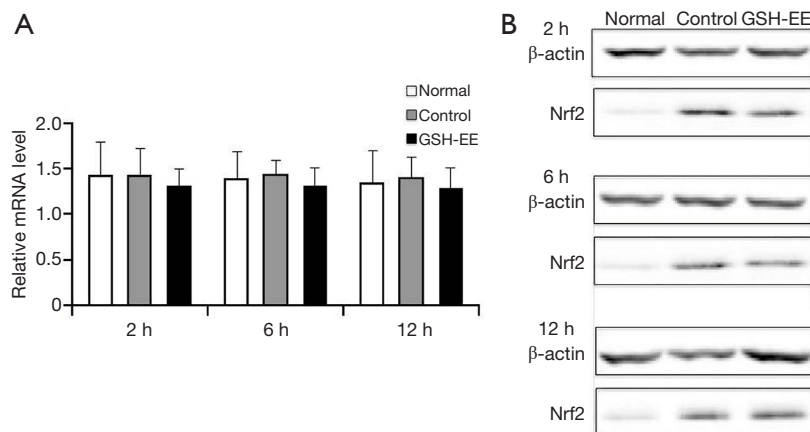 A
Normal
Control
GSH-EE
Relative mRNA level
2.0
1.5
1.0
0.5
0
2 h
6 h
12 h
B
Normal Control GSH-EE
2 h
β-actin
Nrf2
6 h
β-actin
Nrf2
12 h
β-actin
Nrf2